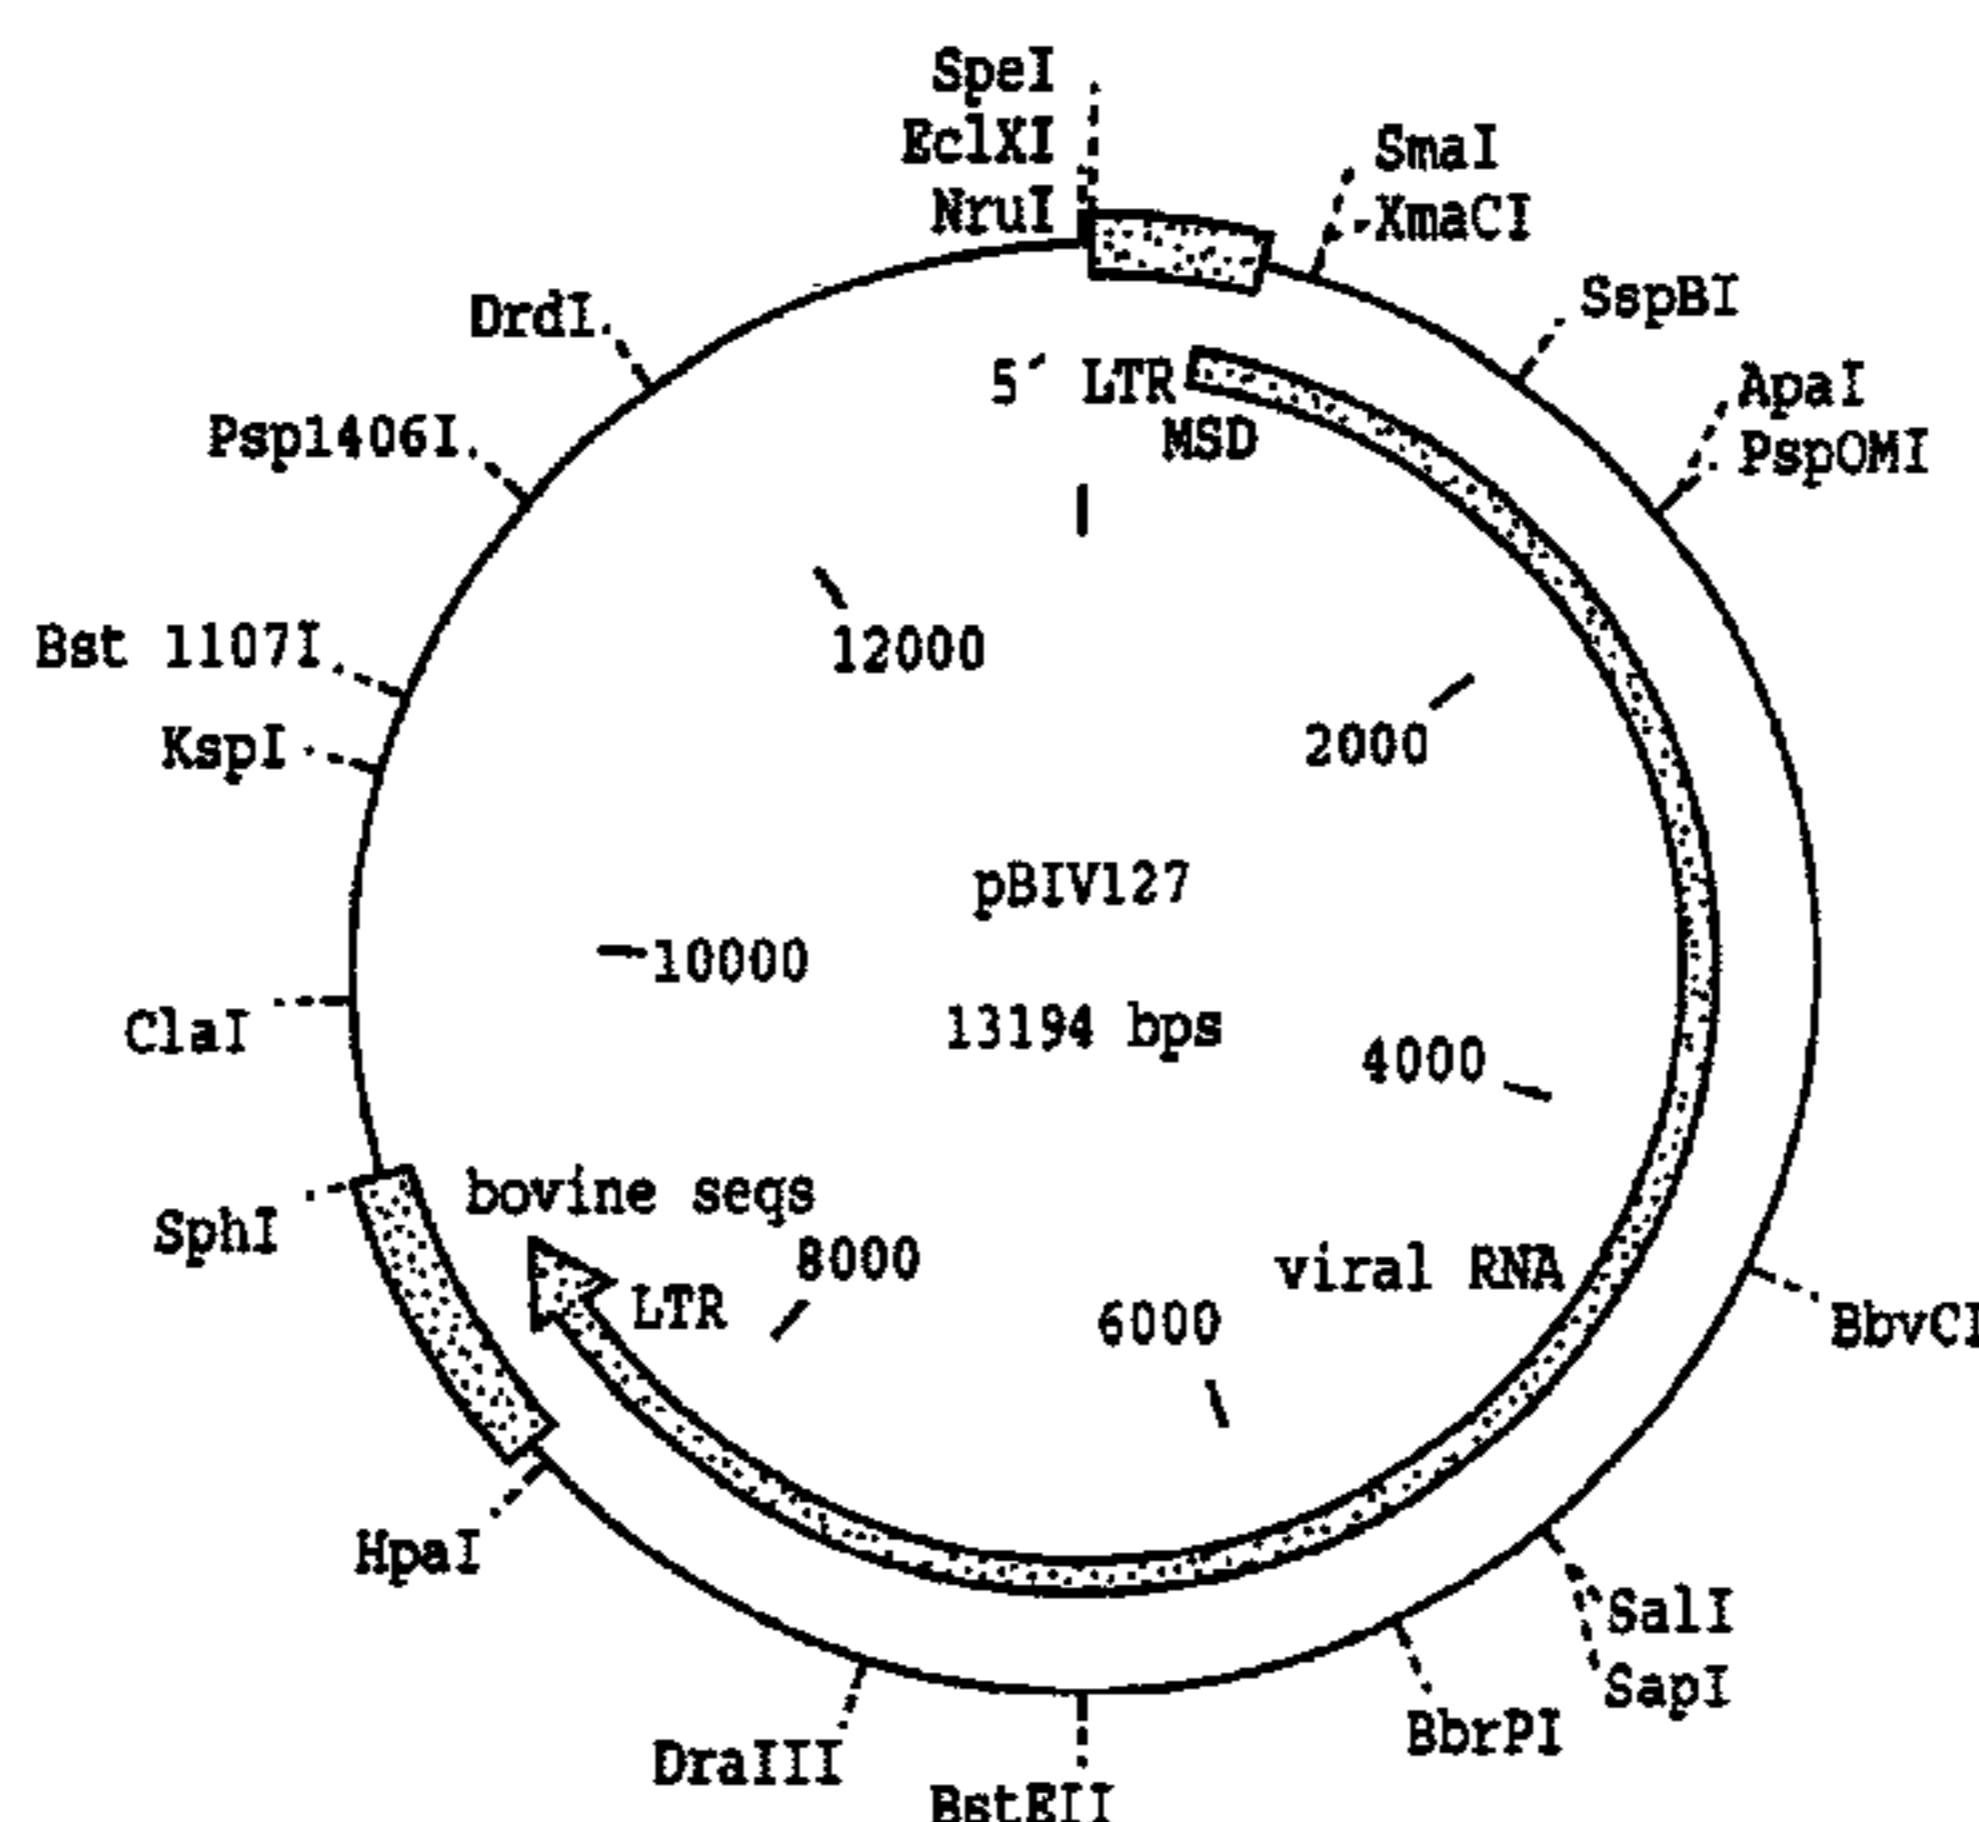 SpeI
EclXI
NruI
SmaI
XmaCI
SspBI
DrdI
ApaI
PspOMI
5´ LTR
MSD
Psp1406I
12000
Bst 1107I
2000
KspI
pBIV127
10000
13194 bps
ClaI
4000
bovine seqs
SphI
8000
viral RNA
LTR
6000
BbvCI
HpaI
SalI
SapI
BbrPI
DraIII
BstEII